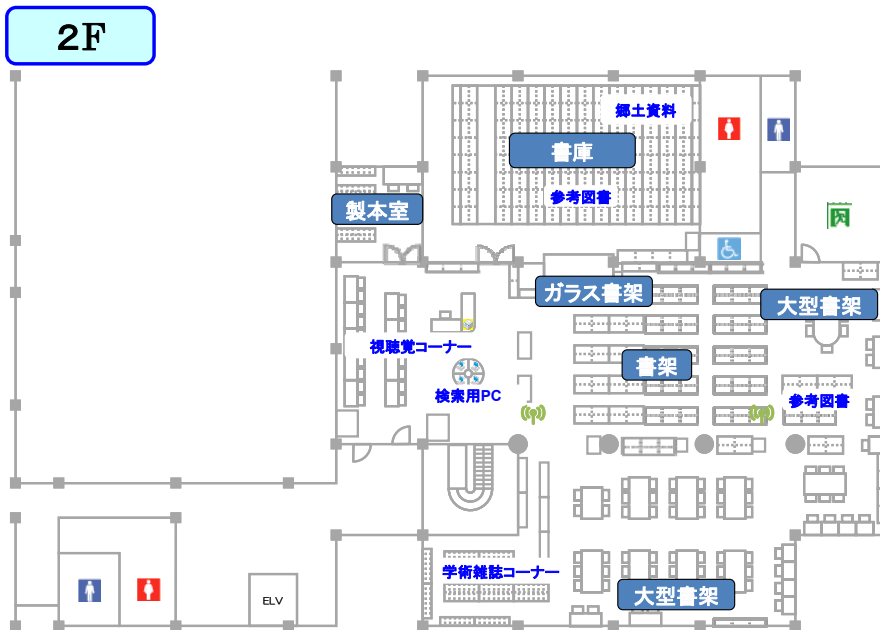 ２F
郷土資料
書庫
参考図書
製本室
ガラス書架
大型書架
視聴覚コーナー
書架
検索用PC
参考図書
学術雑誌コーナー
大型書架
ELV